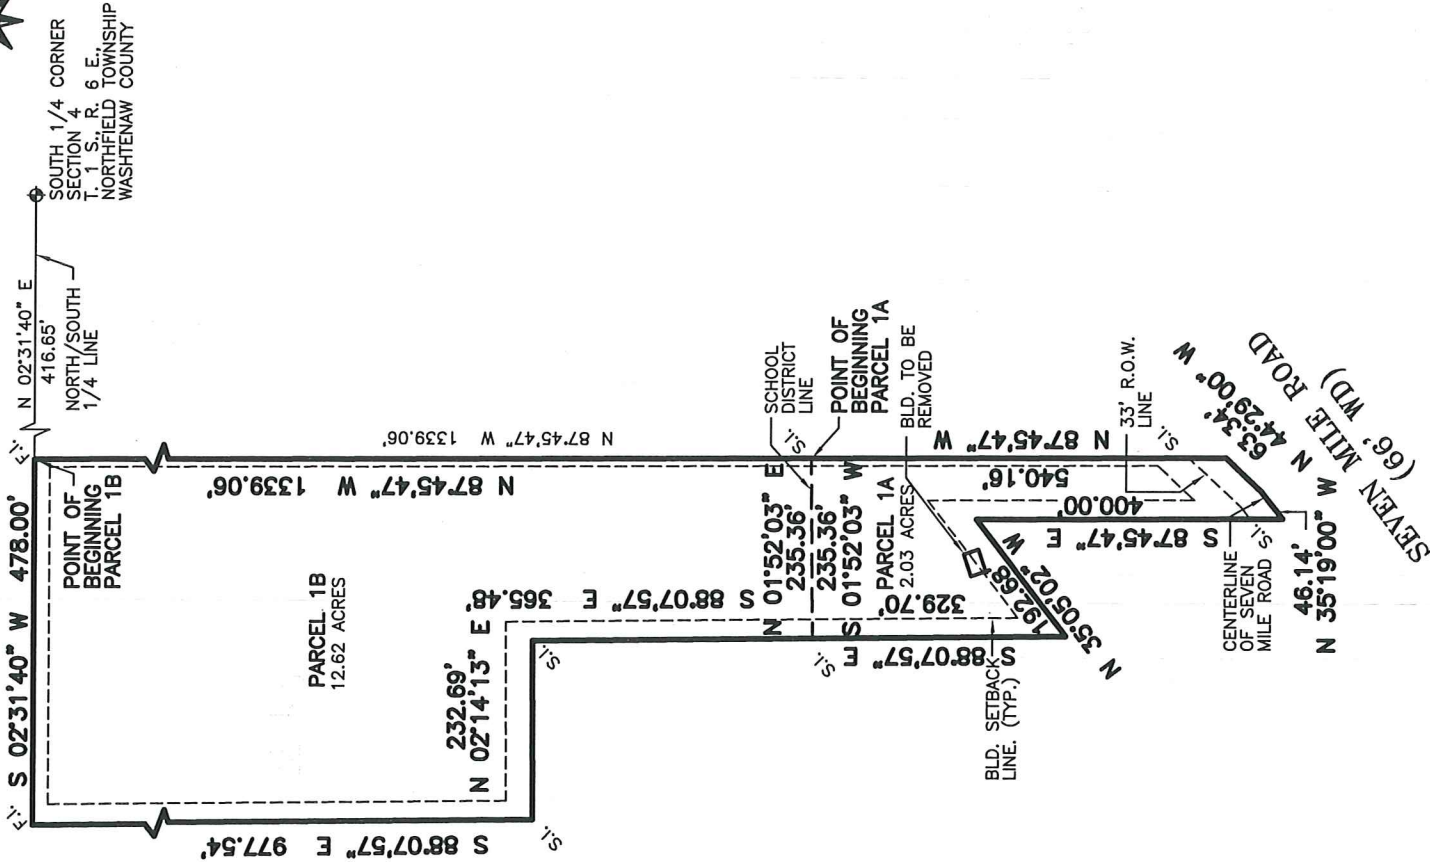 SOUTH 1/4 CORNER
SECTION 4
T. 1 S., R. 6 E.,
NORTHFIELD TOWNSHIP
WASHTENAW COUNTY
N 02°31'40" E
416.65'
NORTH/SOUTH
1/4 LINE
F.I.
S 02°31'40" W 478.00'
F.I.
POINT OF
BEGINNING
PARCEL 1B
N 87°45'47" W 1339.06'
N 87°45'47" W 1339.06'
PARCEL 1B
12.62 ACRES
S 88°07'57" E 977.54'
232.69'
N 02°14'13" E
S.I.
S.I.
S 88°07'57" E 365.48'
SCHOOL
DISTRICT
LINE
S.I.
N 01°52'03" E
235.36'
235.36'
S 01°52'03" W
S.I.
POINT OF
BEGINNING
PARCEL 1A
PARCEL 1A
2.03 ACRES
BLD. TO BE
REMOVED
329.70'
S 88°07'57" E
192.68'
N 35°05'02" W
BLD. SETBACK
LINE. (TYP.)
N 87°45'47" W
540.16'
400.00'
S 87°45'47" E
33' R.O.W.
LINE
S.I.
S.I.
CENTERLINE
OF SEVEN
MILE ROAD
63.34'
N 44°29'00" W
46.14'
N 35°19'00" W
SEVEN MILE ROAD
(66' WD)